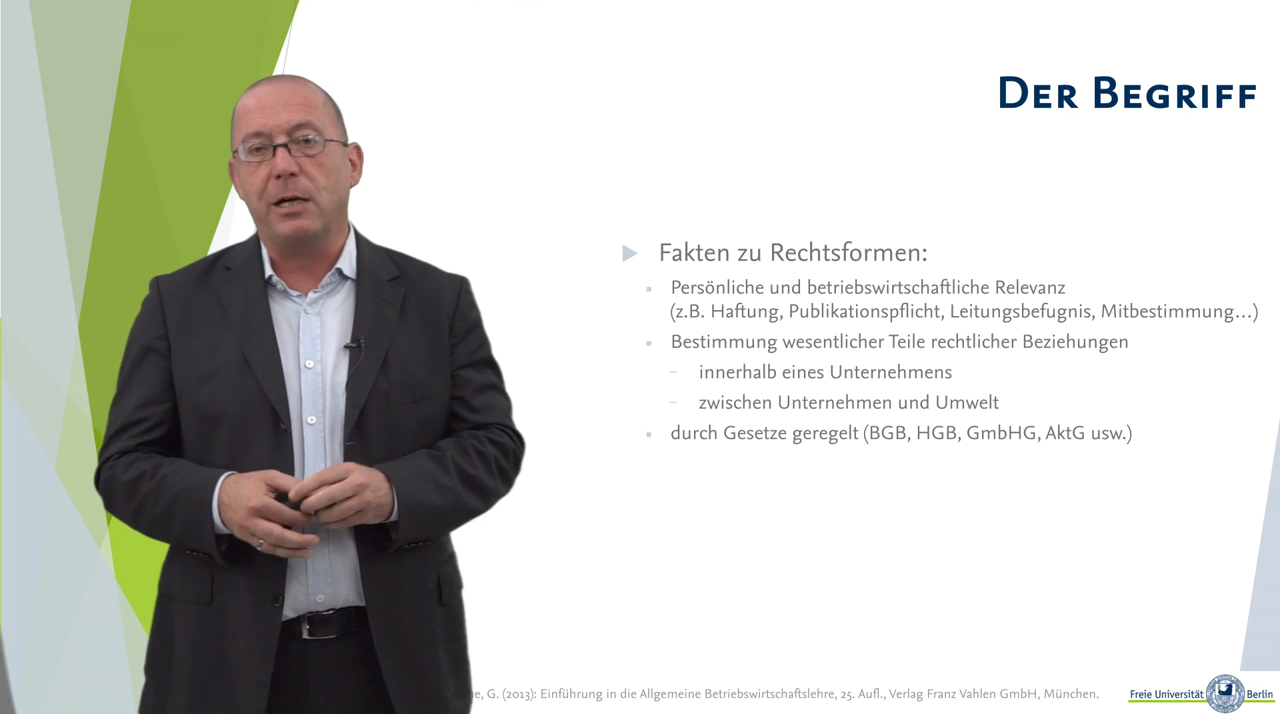 Der Begriff
Fakten zu Rechtsformen:
Persönliche und betriebswirtschaftliche Relevanz
(z.B. Haftung, Publikationspflicht, Leitungsbefugnis, Mitbestimmung...)
Bestimmung wesentlicher Teile rechtlicher Beziehungen
– innerhalb eines Unternehmens
– zwischen Unternehmen und Umwelt
durch Gesetze geregelt (BGB, HGB, GmbHG, AktG usw.)
G. (2013): Einführung in die Allgemeine Betriebswirtschaftslehre, 25. Aufl., Verlag Franz Vahlen GmbH, München.
Freie Universität Berlin